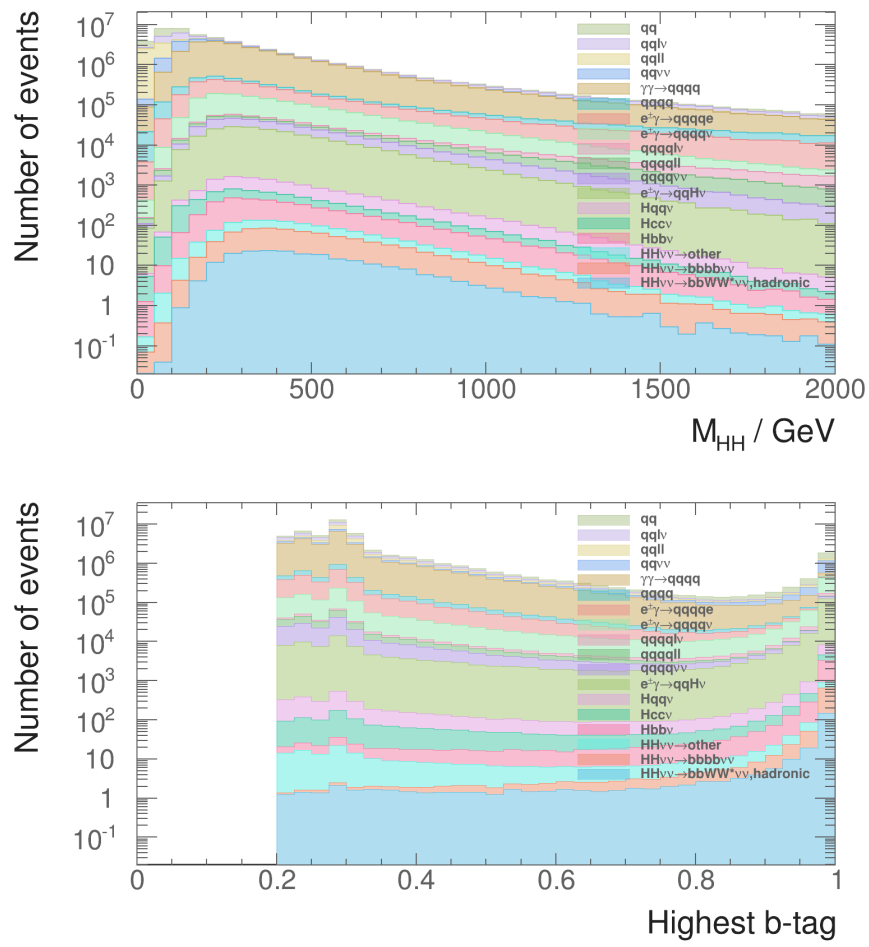 Number of events
10⁷
10⁶
10⁵
10⁴
10³
10²
10
1
10⁻¹
qq
qqlν
qqll
qqνν
γγ→qqqq
qqqq
e±γ→qqqqe
e±γ→qqqqν
qqqqlν
qqqqll
qqqqνν
e±γ→qqHν
Hqqν
Hccν
Hbbν
HHνν→other
HHνν→bbbbνν
HHνν→bbWW*νν,hadronic
0 500 1000 1500 2000
M_HH / GeV
Number of events
10⁷
10⁶
10⁵
10⁴
10³
10²
10
1
10⁻¹
qq
qqlν
qqll
qqνν
γγ→qqqq
qqqq
e±γ→qqqqe
e±γ→qqqqν
qqqqlν
qqqqll
qqqqνν
e±γ→qqHν
Hqqν
Hccν
Hbbν
HHνν→other
HHνν→bbbbνν
HHνν→bbWW*νν,hadronic
0 0.2 0.4 0.6 0.8 1
Highest b-tag